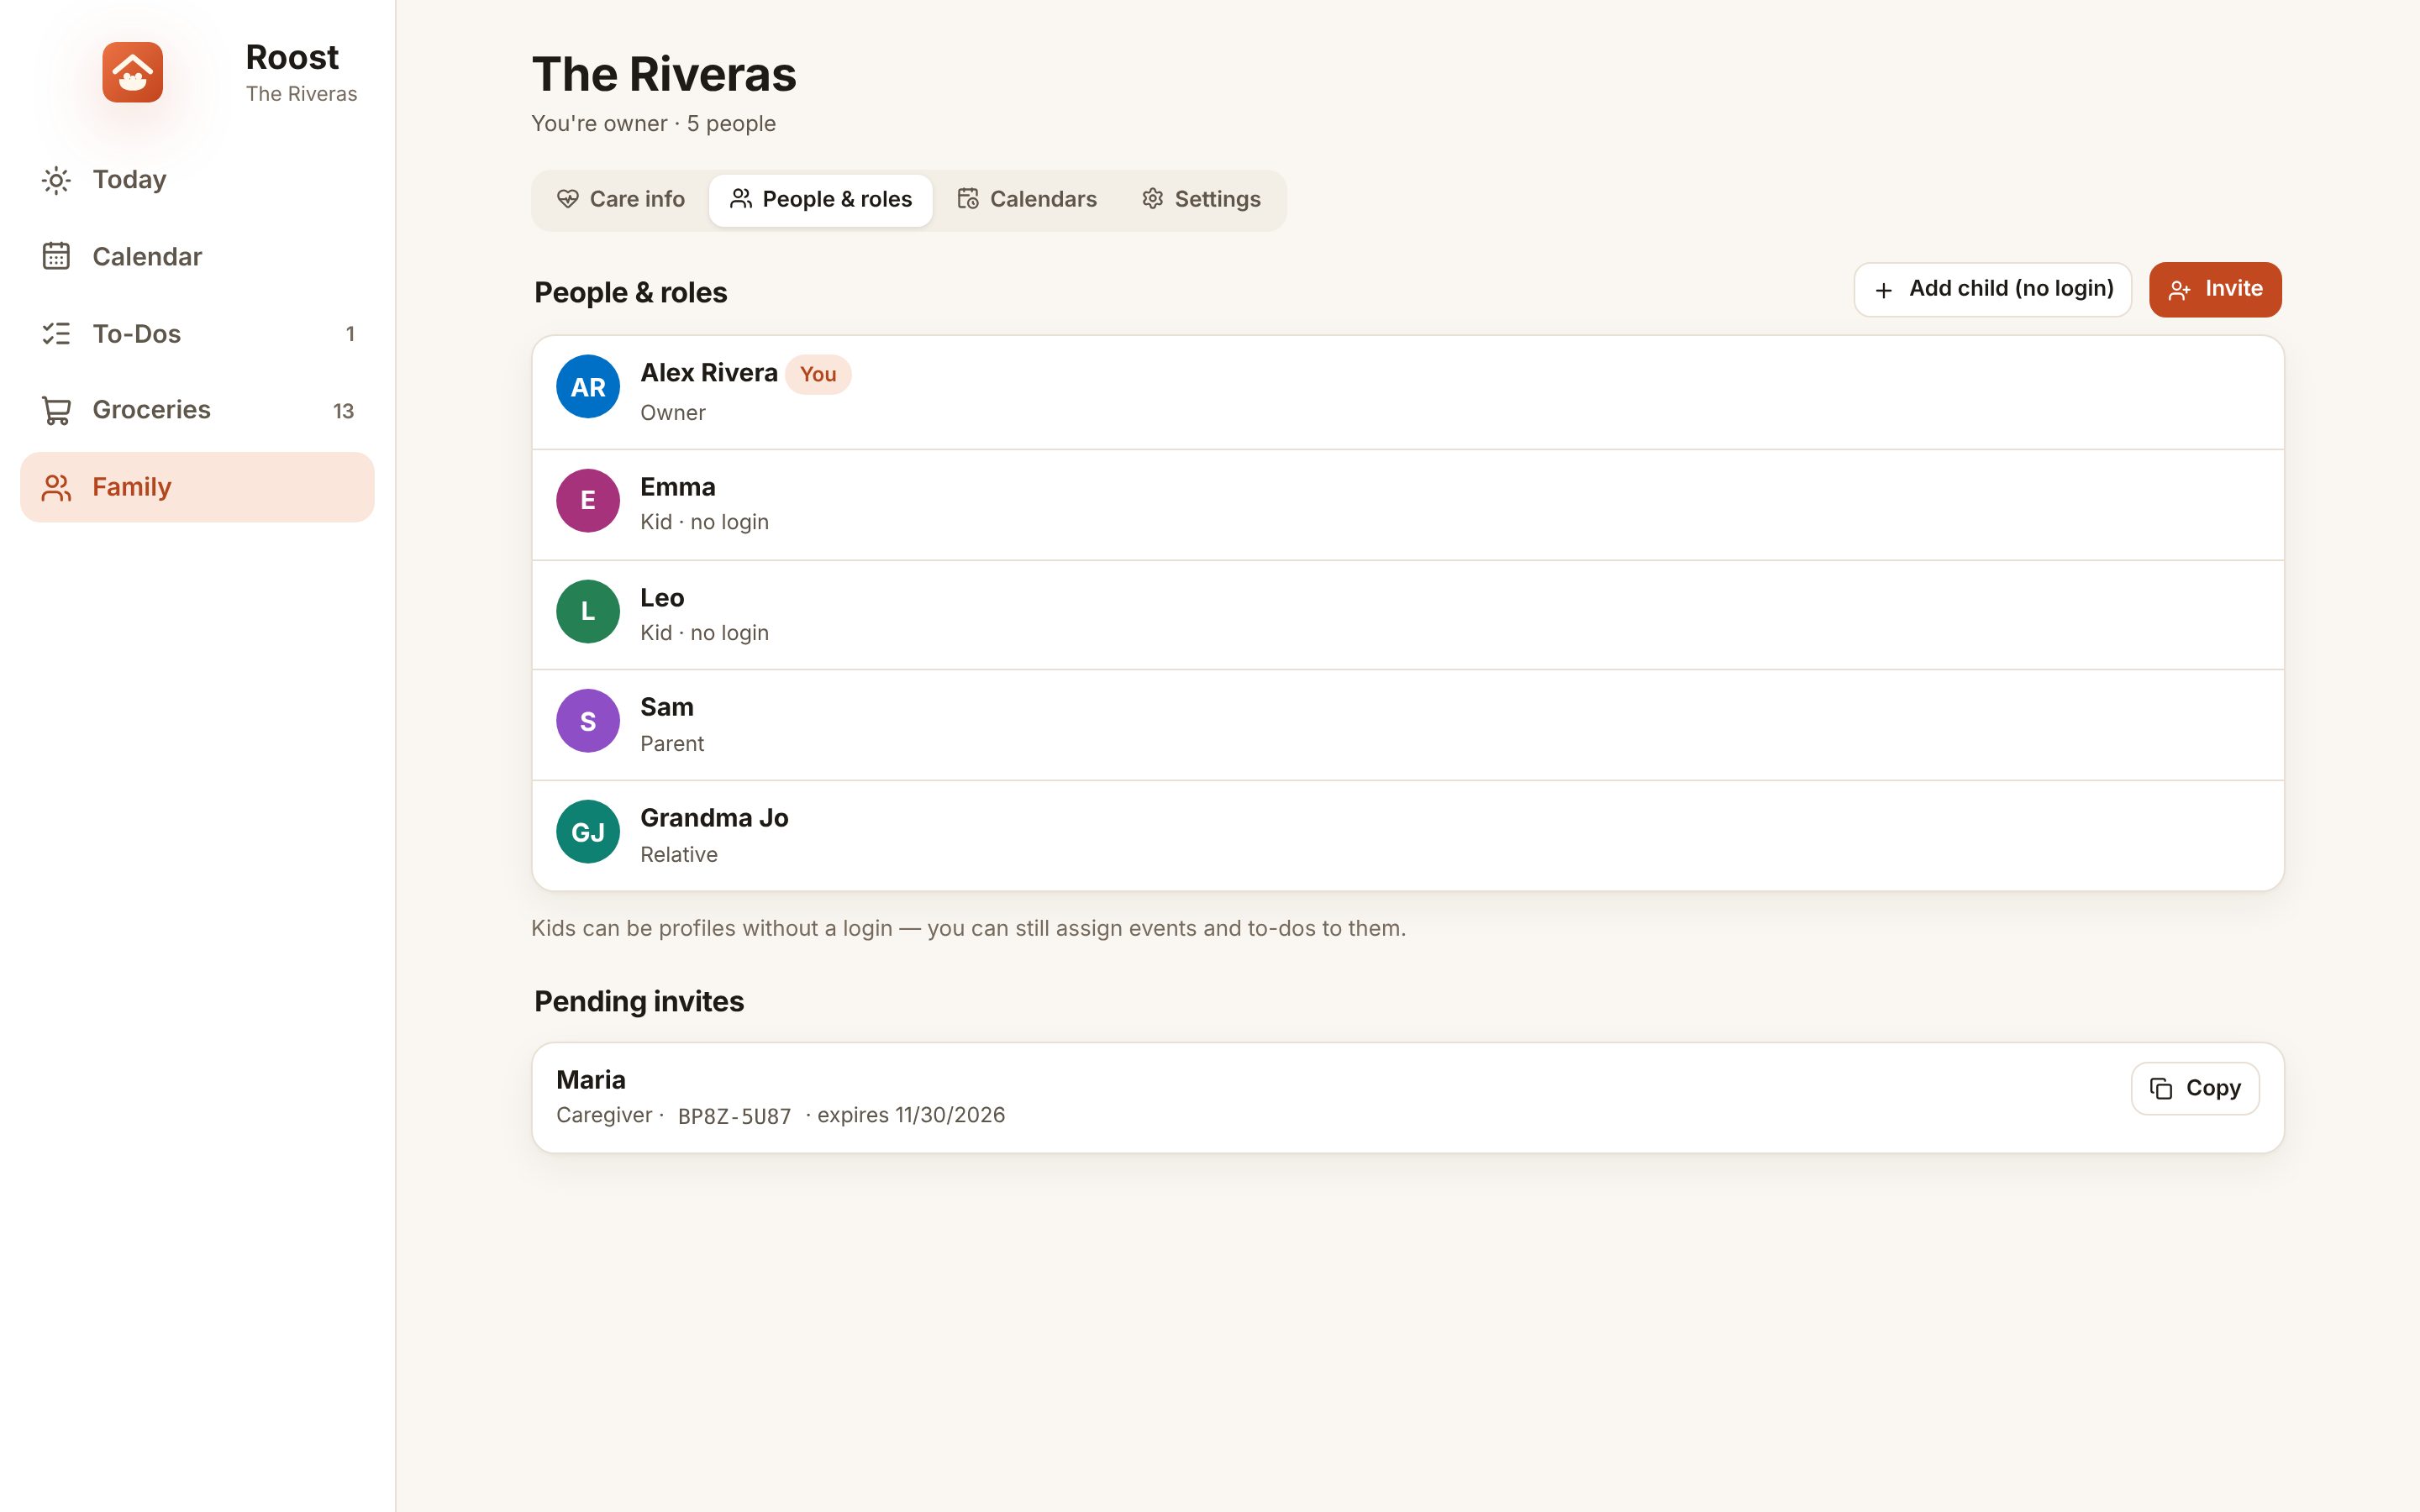 Roost
The Riveras
Today
Calendar
To-Dos 1
Groceries 13
Family
The Riveras
You're owner · 5 people
Care info People & roles Calendars Settings
People & roles + Add child (no login) Invite
AR Alex Rivera You
Owner
E Emma
Kid · no login
L Leo
Kid · no login
S Sam
Parent
GJ Grandma Jo
Relative
Kids can be profiles without a login — you can still assign events and to-dos to them.
Pending invites
Maria Copy
Caregiver · BP8Z-5U87 · expires 11/30/2026